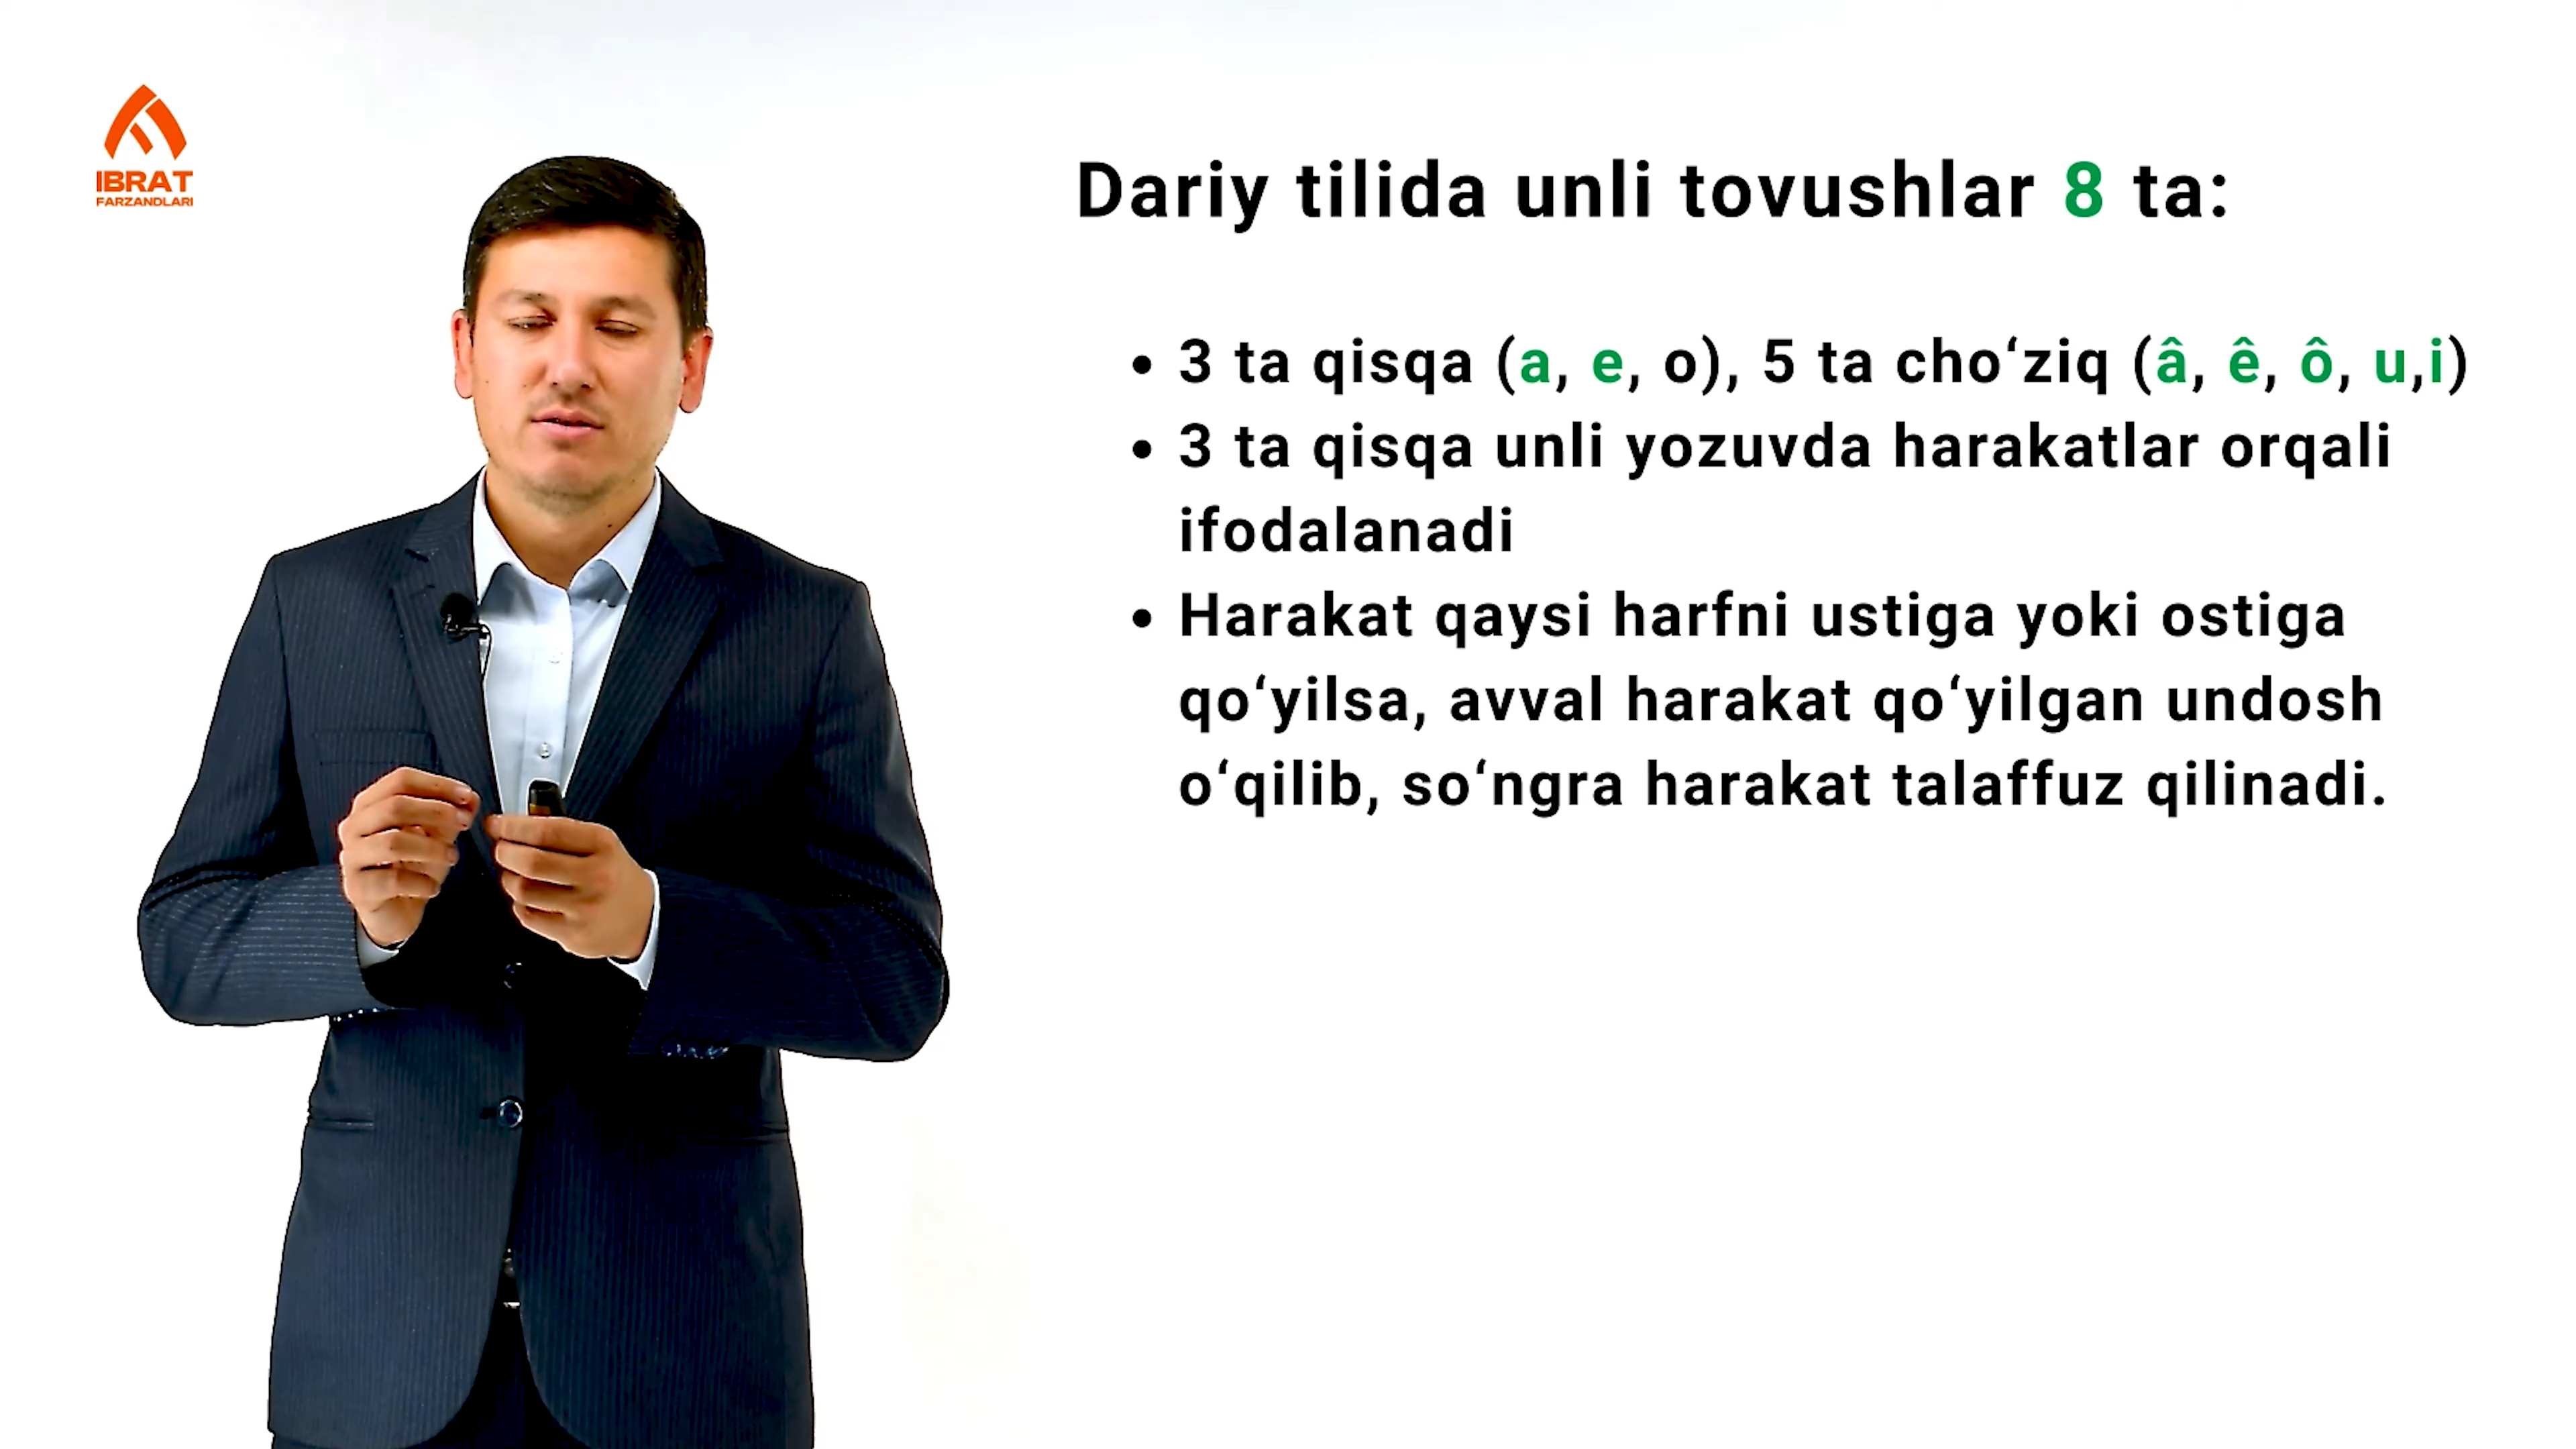 IBRAT
FARZANDLARI
Dariy tilida unli tovushlar 8 ta:
• 3 ta qisqa (a, e, o), 5 ta cho‘ziq (â, ê, ô, u,i)
• 3 ta qisqa unli yozuvda harakatlar orqali
ifodalanadi
• Harakat qaysi harfni ustiga yoki ostiga
qo‘yilsa, avval harakat qo‘yilgan undosh
o‘qilib, so‘ngra harakat talaffuz qilinadi.